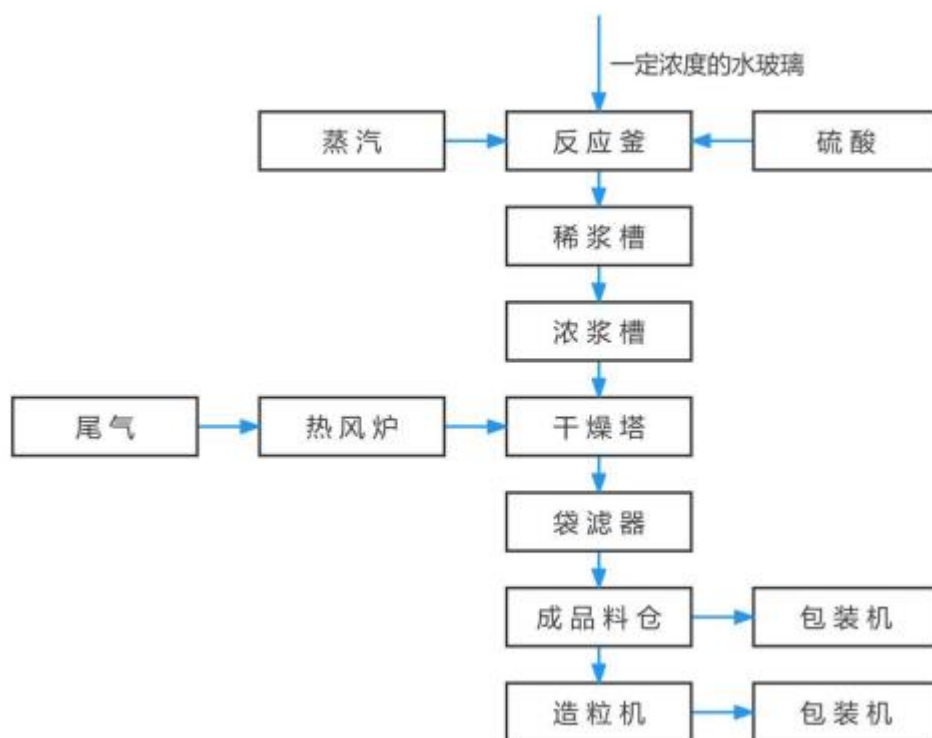 一定浓度的水玻璃
蒸汽
反应釜
硫酸
稀浆槽
浓浆槽
尾气
热风炉
干燥塔
袋滤器
成品料仓
包装机
造粒机
包装机